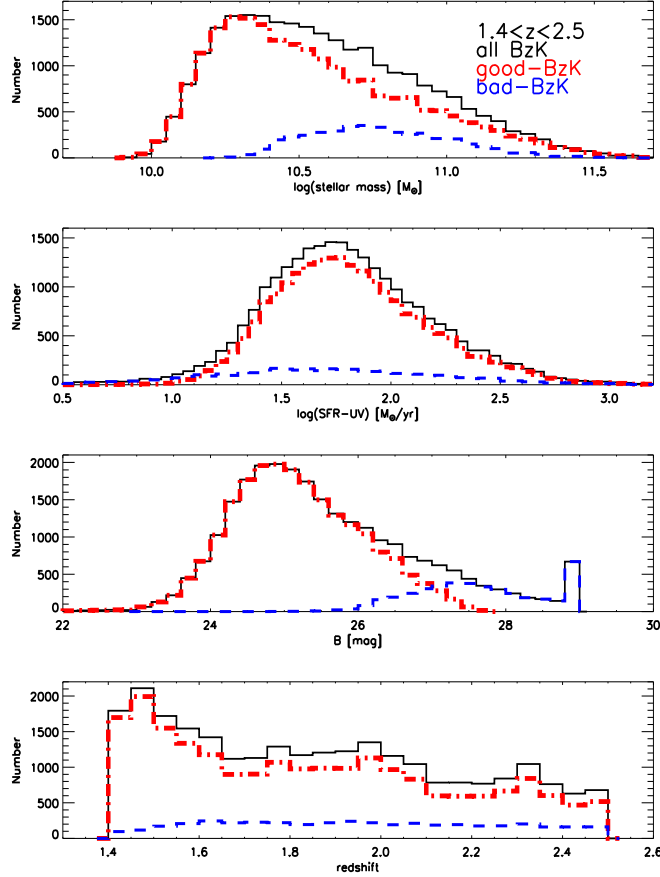 1.4<z<2.5
all BzK
good-BzK
bad-BzK
Number
1500
1000
500
0
10.0 10.5 11.0 11.5
log(stellar mass) [M⊙]
Number
1500
1000
500
0
0.5 1.0 1.5 2.0 2.5 3.0
log(SFR-UV) [M⊙/yr]
Number
2000
1500
1000
500
0
22 24 26 28 30
B [mag]
Number
2000
1500
1000
500
0
1.4 1.6 1.8 2.0 2.2 2.4 2.6
redshift